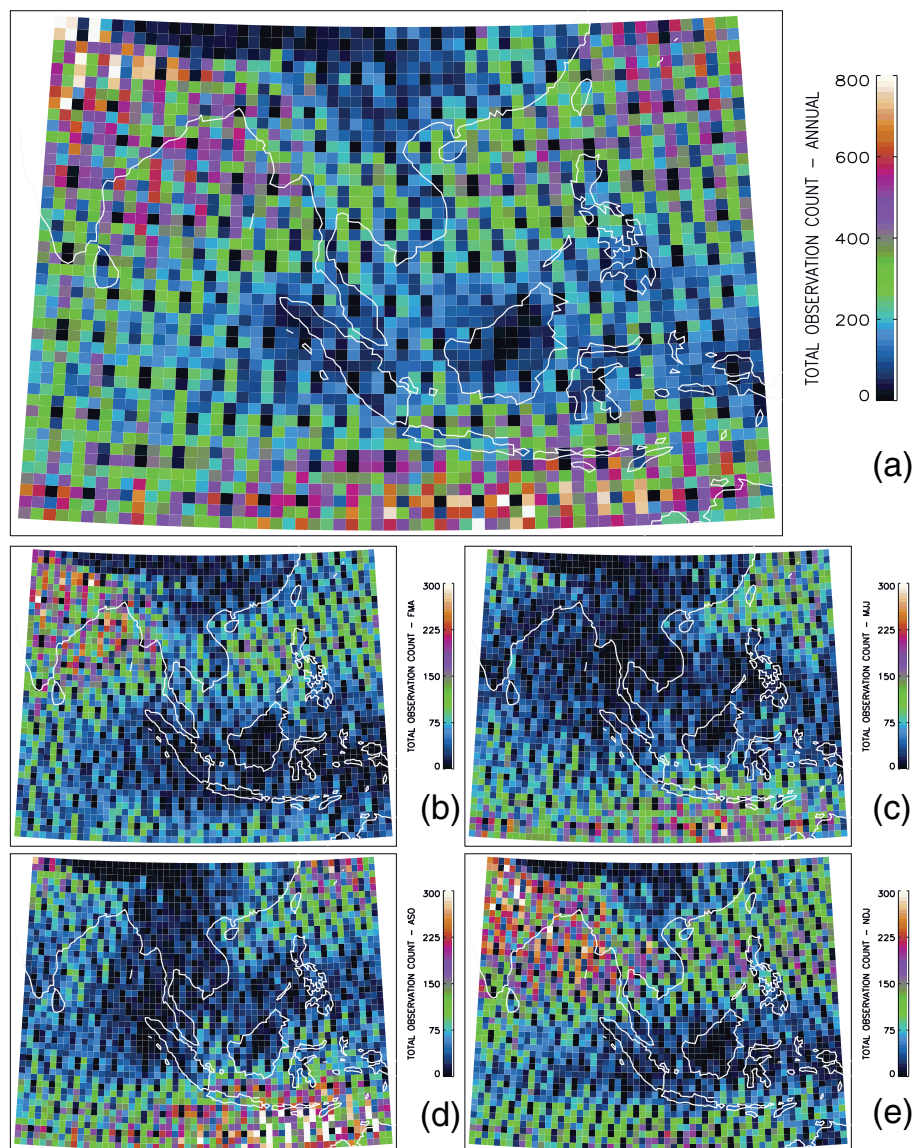 800
600
400
200
0
TOTAL OBSERVATION COUNT - ANNUAL
(a)
300
225
150
75
0
TOTAL OBSERVATION COUNT - FMA
(b)
300
225
150
75
0
TOTAL OBSERVATION COUNT - MJJ
(c)
300
225
150
75
0
TOTAL OBSERVATION COUNT - ASO
(d)
300
225
150
75
0
TOTAL OBSERVATION COUNT - NDJ
(e)